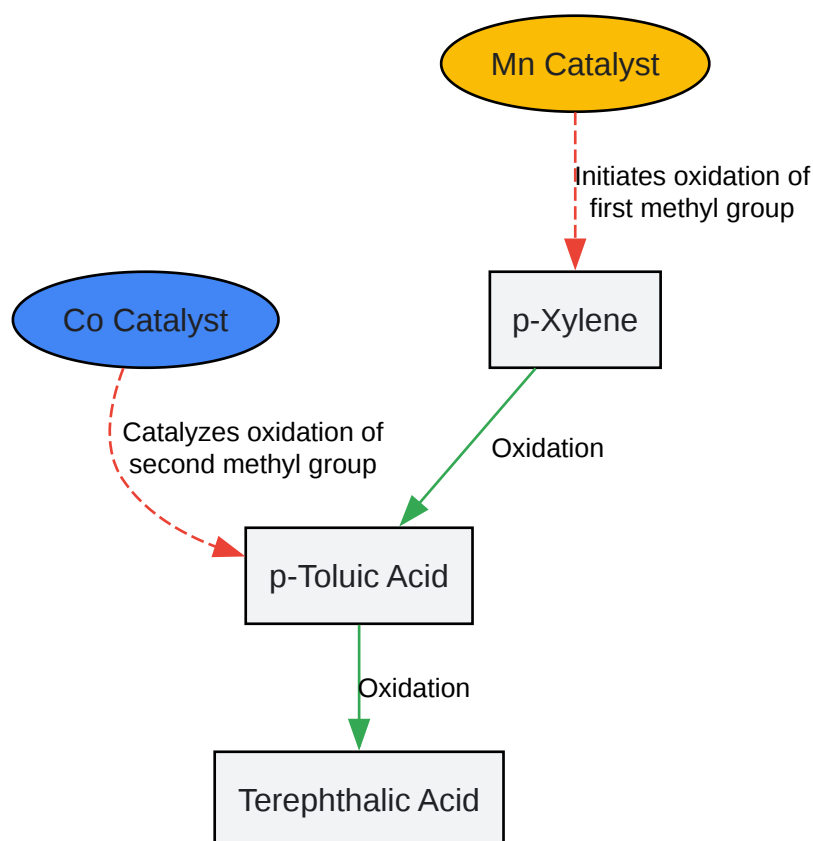 Mn Catalyst
Initiates oxidation of
first methyl group
Co Catalyst
p-Xylene
Catalyzes oxidation of
second methyl group
Oxidation
p-Toluic Acid
Oxidation
Terephthalic Acid